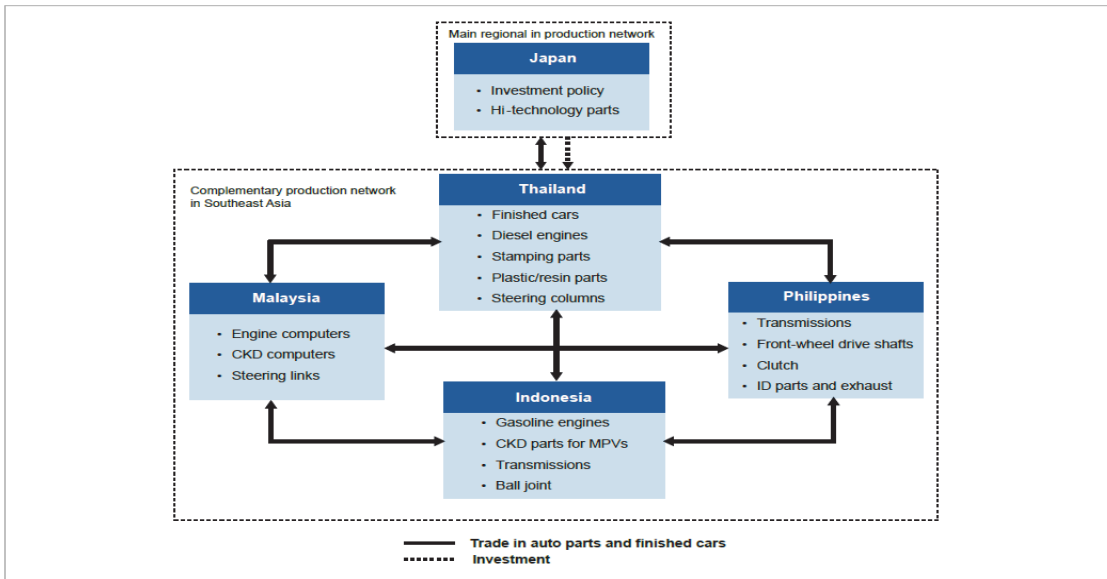 Main regional in production network
Japan
• Investment policy
• Hi-technology parts
Complementary production network
in Southeast Asia
Thailand
• Finished cars
• Diesel engines
• Stamping parts
• Plastic/resin parts
• Steering columns
Malaysia
• Engine computers
• CKD computers
• Steering links
Philippines
• Transmissions
• Front-wheel drive shafts
• Clutch
• ID parts and exhaust
Indonesia
• Gasoline engines
• CKD parts for MPVs
• Transmissions
• Ball joint
Trade in auto parts and finished cars
Investment